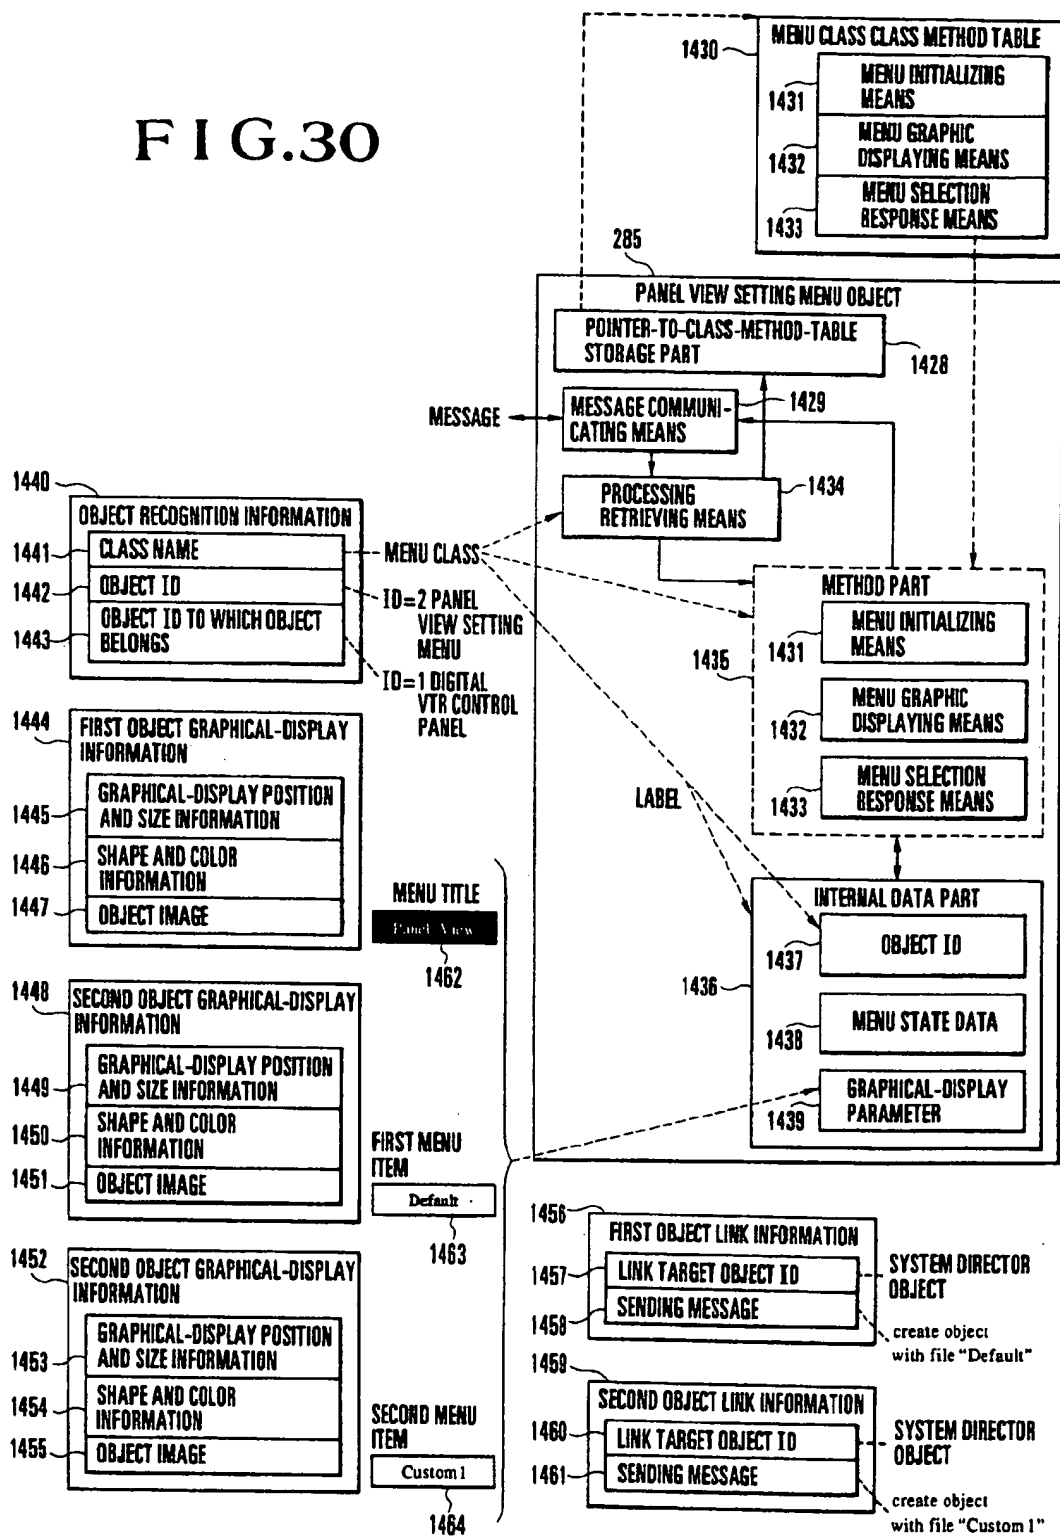 FIG.30
1430
MENU CLASS CLASS METHOD TABLE
1431
MENU INITIALIZING
MEANS
1432
MENU GRAPHIC
DISPLAYING MEANS
1433
MENU SELECTION
RESPONSE MEANS
285
PANEL VIEW SETTING MENU OBJECT
POINTER-TO-CLASS-METHOD-TABLE
STORAGE PART
1428
MESSAGE
MESSAGE COMMUNI-
CATING MEANS
1429
PROCESSING
RETRIEVING MEANS
1434
METHOD PART
1435
1431
MENU INITIALIZING
MEANS
1432
MENU GRAPHIC
DISPLAYING MEANS
1433
MENU SELECTION
RESPONSE MEANS
INTERNAL DATA PART
1436
1437
OBJECT ID
1438
MENU STATE DATA
1439
GRAPHICAL-DISPLAY
PARAMETER
1440
OBJECT RECOGNITION INFORMATION
1441
CLASS NAME
MENU CLASS
1442
OBJECT ID
ID=2 PANEL
VIEW SETTING
MENU
1443
OBJECT ID TO WHICH OBJECT
BELONGS
ID=1 DIGITAL
VTR CONTROL
PANEL
LABEL
1444
FIRST OBJECT GRAPHICAL-DISPLAY
INFORMATION
1445
GRAPHICAL-DISPLAY POSITION
AND SIZE INFORMATION
1446
SHAPE AND COLOR
INFORMATION
1447
OBJECT IMAGE
MENU TITLE
Panel View
1462
1448
SECOND OBJECT GRAPHICAL-DISPLAY
INFORMATION
1449
GRAPHICAL-DISPLAY POSITION
AND SIZE INFORMATION
1450
SHAPE AND COLOR
INFORMATION
1451
OBJECT IMAGE
FIRST MENU
ITEM
Default
1463
1452
SECOND OBJECT GRAPHICAL-DISPLAY
INFORMATION
1453
GRAPHICAL-DISPLAY POSITION
AND SIZE INFORMATION
1454
SHAPE AND COLOR
INFORMATION
1455
OBJECT IMAGE
SECOND MENU
ITEM
Custom1
1464
1456
FIRST OBJECT LINK INFORMATION
1457
LINK TARGET OBJECT ID
SYSTEM DIRECTOR
OBJECT
1458
SENDING MESSAGE
create object
with file "Default"
1459
SECOND OBJECT LINK INFORMATION
1460
LINK TARGET OBJECT ID
SYSTEM DIRECTOR
OBJECT
1461
SENDING MESSAGE
create object
with file "Custom1"